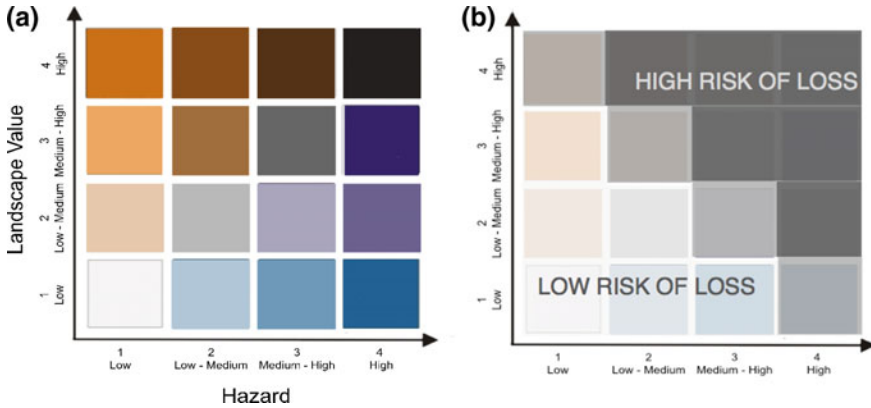 (a)
Landscape Value
4
High
3
Medium - High
2
Low - Medium
1
Low
1
Low
2
Low - Medium
3
Medium - High
4
High
Hazard
(b)
4
High
3
Medium - High
2
Low - Medium
1
Low
HIGH RISK OF LOSS
LOW RISK OF LOSS
1
Low
2
Low - Medium
3
Medium - High
4
High